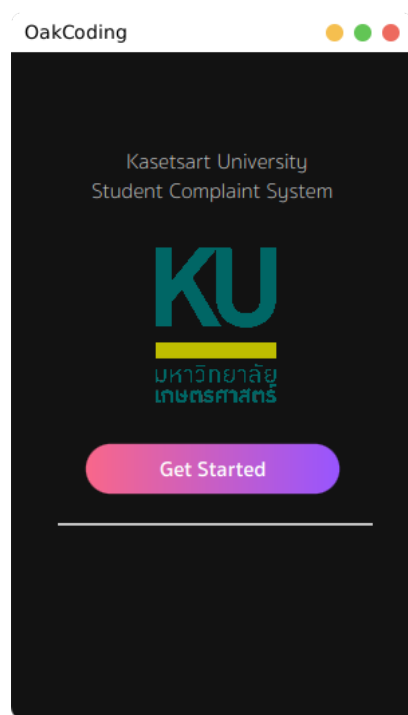 OakCoding
Kasetsart University
Student Complaint System
KU
มหาวิทยาลัย
เกษตรศาสตร์
Get Started